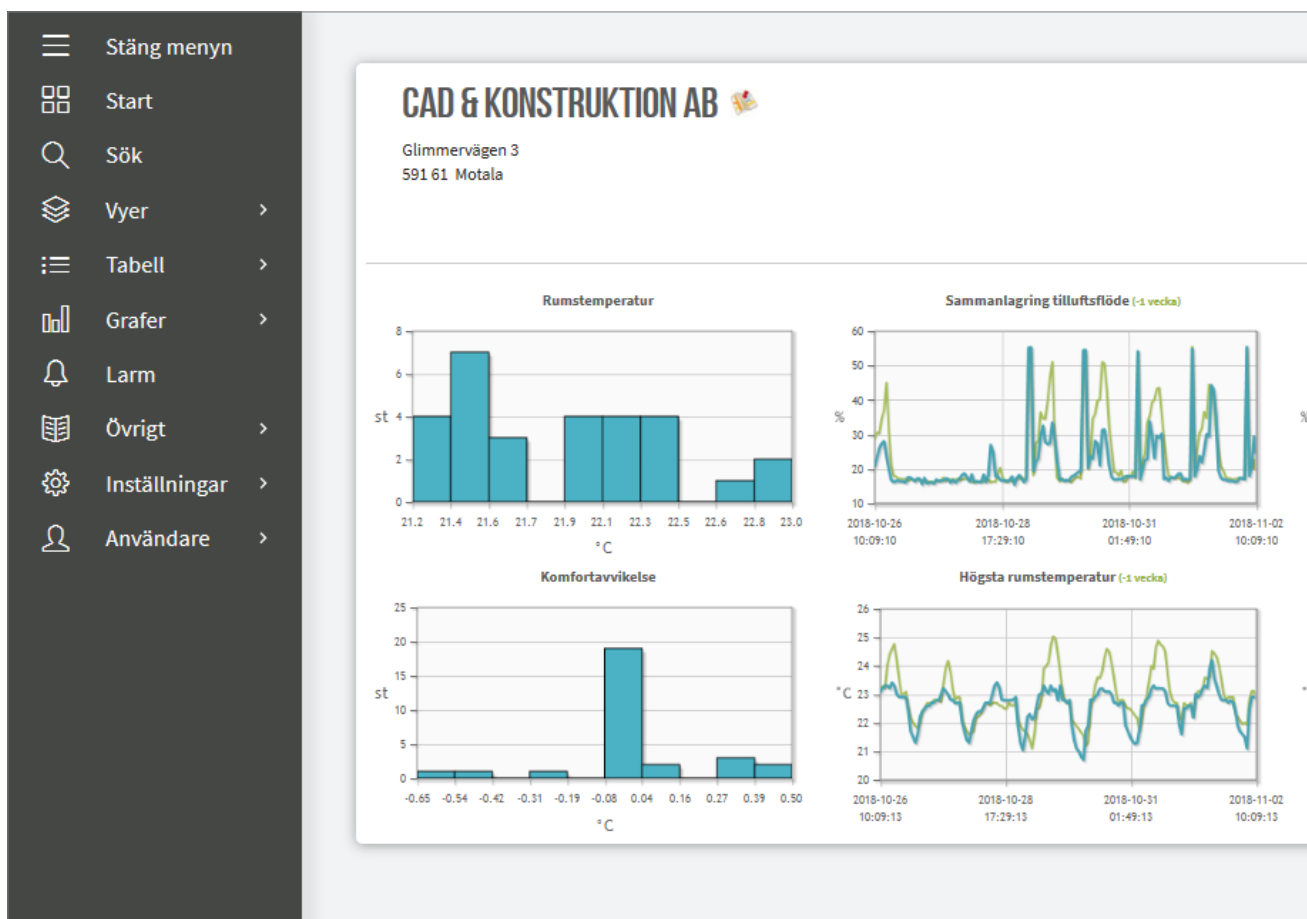 Stäng menyn
Start
Sök
Vyer
Tabell
Grafer
Larm
Övrigt
Inställningar
Användare
CAD & KONSTRUKTION AB
Glimmervägen 3
591 61 Motala
Rumstemperatur
8
6
st 4
2
0
21.2 21.4 21.6 21.7 21.9 22.1 22.3 22.5 22.6 22.8 23.0
°C
Sammanlagring tilluftsflöde (-1 vecka)
60
50
40
%
30
20
10
2018-10-26 2018-10-28 2018-10-31 2018-11-02
10:09:10 17:29:10 01:49:10 10:09:10
%
Komfortavvikelse
25
20
15
st
10
5
0
-0.65 -0.54 -0.42 -0.31 -0.19 -0.08 0.04 0.16 0.27 0.39 0.50
°C
Högsta rumstemperatur (-1 vecka)
26
25
24
°C 23
22
21
20
2018-10-26 2018-10-28 2018-10-31 2018-11-02
10:09:13 17:29:13 01:49:13 10:09:13